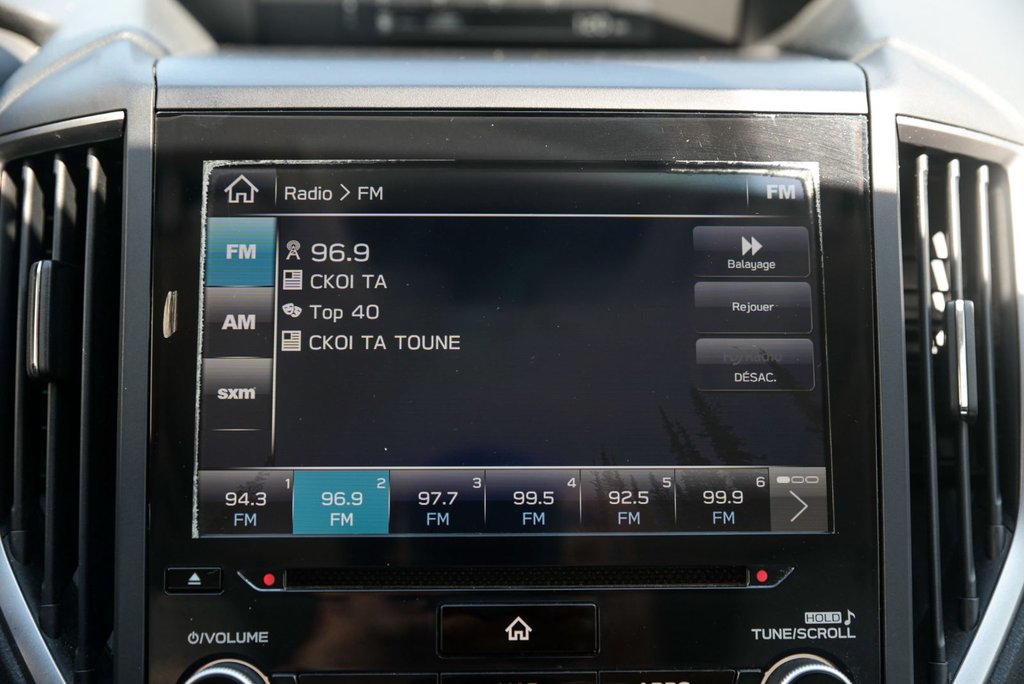 Radio > FM
FM
FM
AM
sxm
96.9
CKOI TA
Top 40
CKOI TA TOUNE
Balayage
Rejouer
DÉSAC.
1 2 3 4 5 6
94.3 96.9 97.7 99.5 92.5 99.9
FM FM FM FM FM FM
/VOLUME
HOLD
TUNE/SCROLL